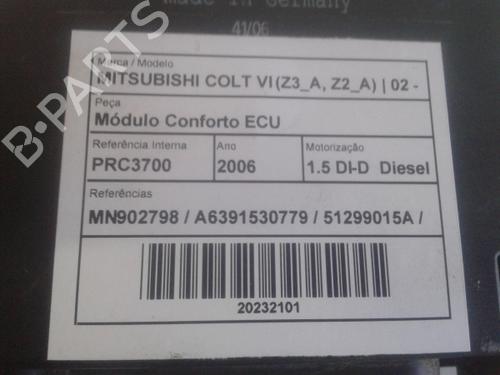 Made in Germany
41/06
Marca / Modelo
MITSUBISHI COLT VI (Z3_A, Z2_A) | 02 -
Peça
Módulo Conforto ECU
Referência Interna
Ano
Motorização
PRC3700
2006
1.5 DI-D Diesel
Referências
MN902798 / A6391530779 / 51299015A /
20232101
B-PARTS